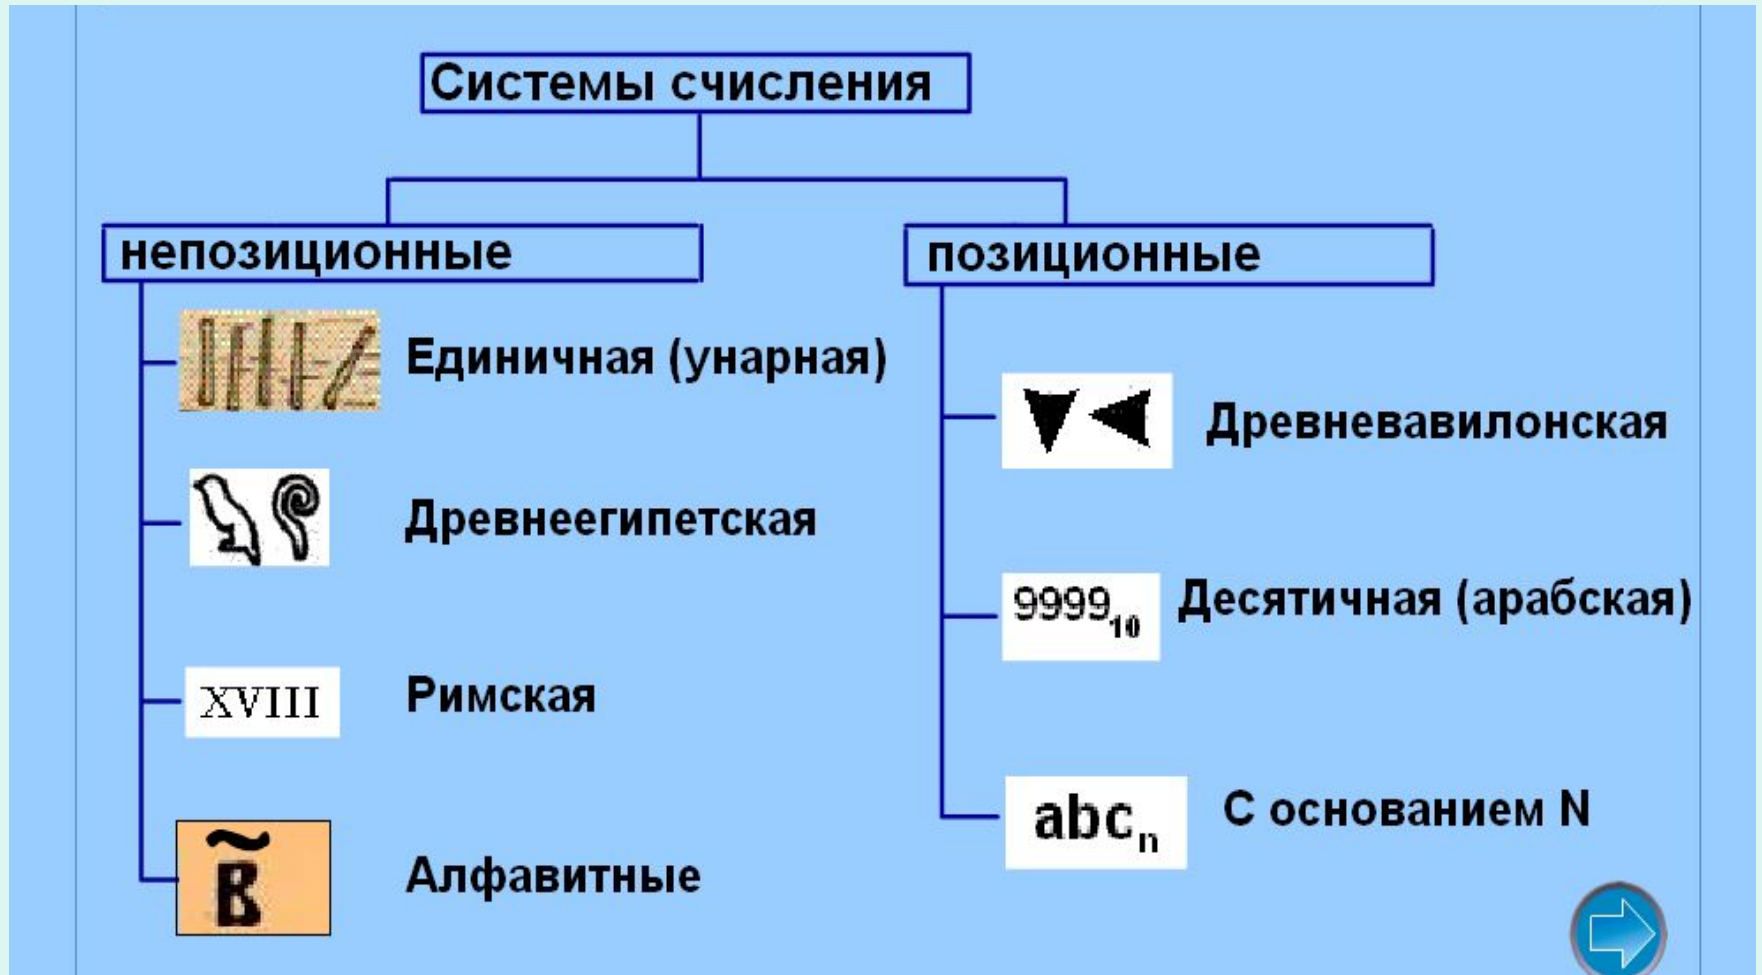 Системы счисления
непозиционные
Единичная (унарная)
Древнеегипетская
XVIII Римская
B Алфавитные
позиционные
Древневавилонская
9999₁₀ Десятичная (арабская)
abcₙ С основанием N